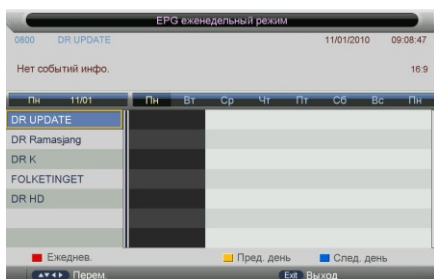 EPG еженедельный режим
0800 DR UPDATE 11/01/2010 09:08:47
Нет событий инфо. 16:9
Пн 11/01 Пн Вт Ср Чт Пт Сб Вс Пн
DR UPDATE
DR Ramasjang
DR K
FOLKETINGET
DR HD
Ежеднев. Пред. день След. день
Перем. Exit Выход